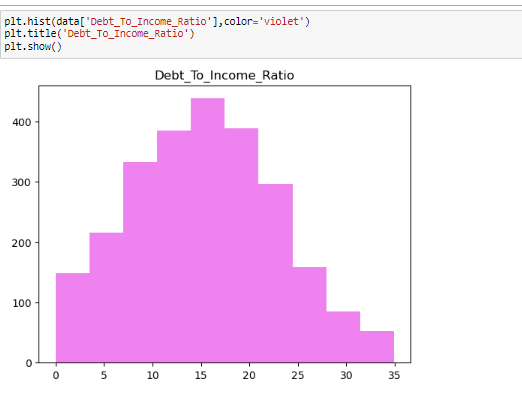 plt.hist(data['Debt_To_Income_Ratio'],color='violet')
plt.title('Debt_To_Income_Ratio')
plt.show()
Debt_To_Income_Ratio
400
300
200
100
0
0 5 10 15 20 25 30 35